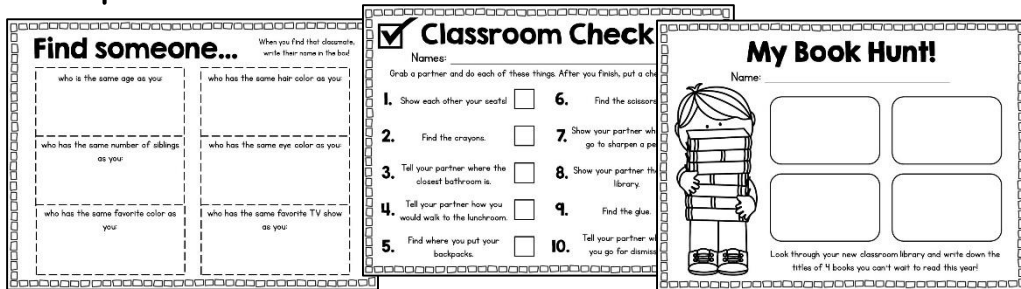 Find someone...
When you find that classmate,
write their name in the box!
who is the same age as you:
who has the same hair color as you:
who has the same number of siblings
as you:
who has the same eye color as you:
who has the same favorite color as
you:
who has the same favorite TV show
as you:
Classroom Check
Names:
Grab a partner and do each of these things. After you finish, put a che
1. Show each other your seats!
2. Find the crayons.
3. Tell your partner where the
closest bathroom is.
4. Tell your partner how you
would walk to the lunchroom.
5. Find where you put your
backpacks.
6. Find the scissors
7. Show your partner wh
go to sharpen a pe
8. Show your partner th
library.
9. Find the glue.
10. Tell your partner wh
you go for dismiss
My Book Hunt!
Name:
Look through your new classroom library and write down the
titles of 4 books you can't wait to read this year!